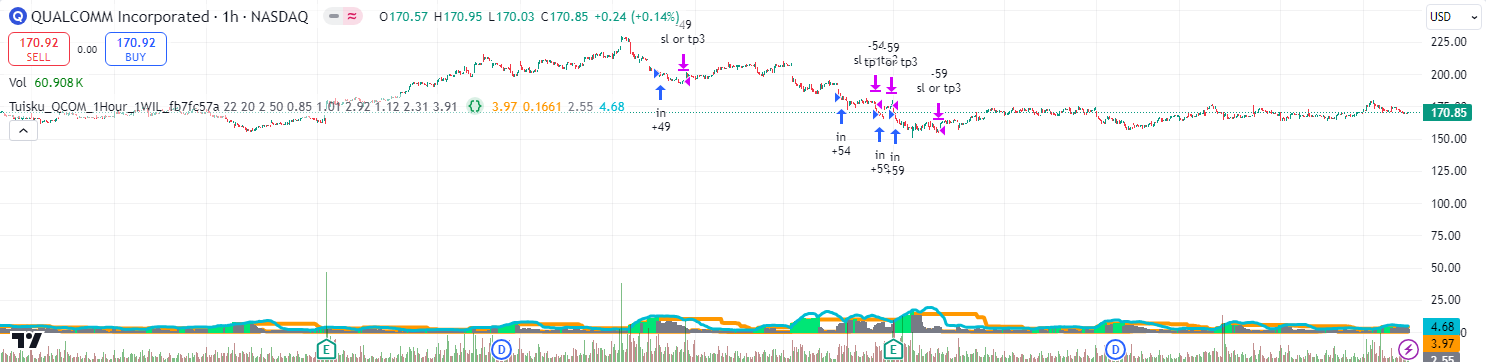 QUALCOMM Incorporated · 1h · NASDAQ
O170.57 H170.95 L170.03 C170.85 +0.24 (+0.14%)
USD
170.92
SELL
0.00
170.92
BUY
Vol 60.908 K
Tuisku_QCOM_1Hour_1WIL_fb7fc57a 22 20 2 50 0.85 1.01 2.92 1.12 2.31 3.91 3.97 0.1661 2.55 4.68
-49
sl or tp3
in
+49
in
+54
-54
-59
sl or tp3
in
+59
in
+59
-59
sl or tp3
225.00
200.00
170.85
150.00
125.00
100.00
75.00
50.00
25.00
4.68
3.97
2.55
E
D
E
D